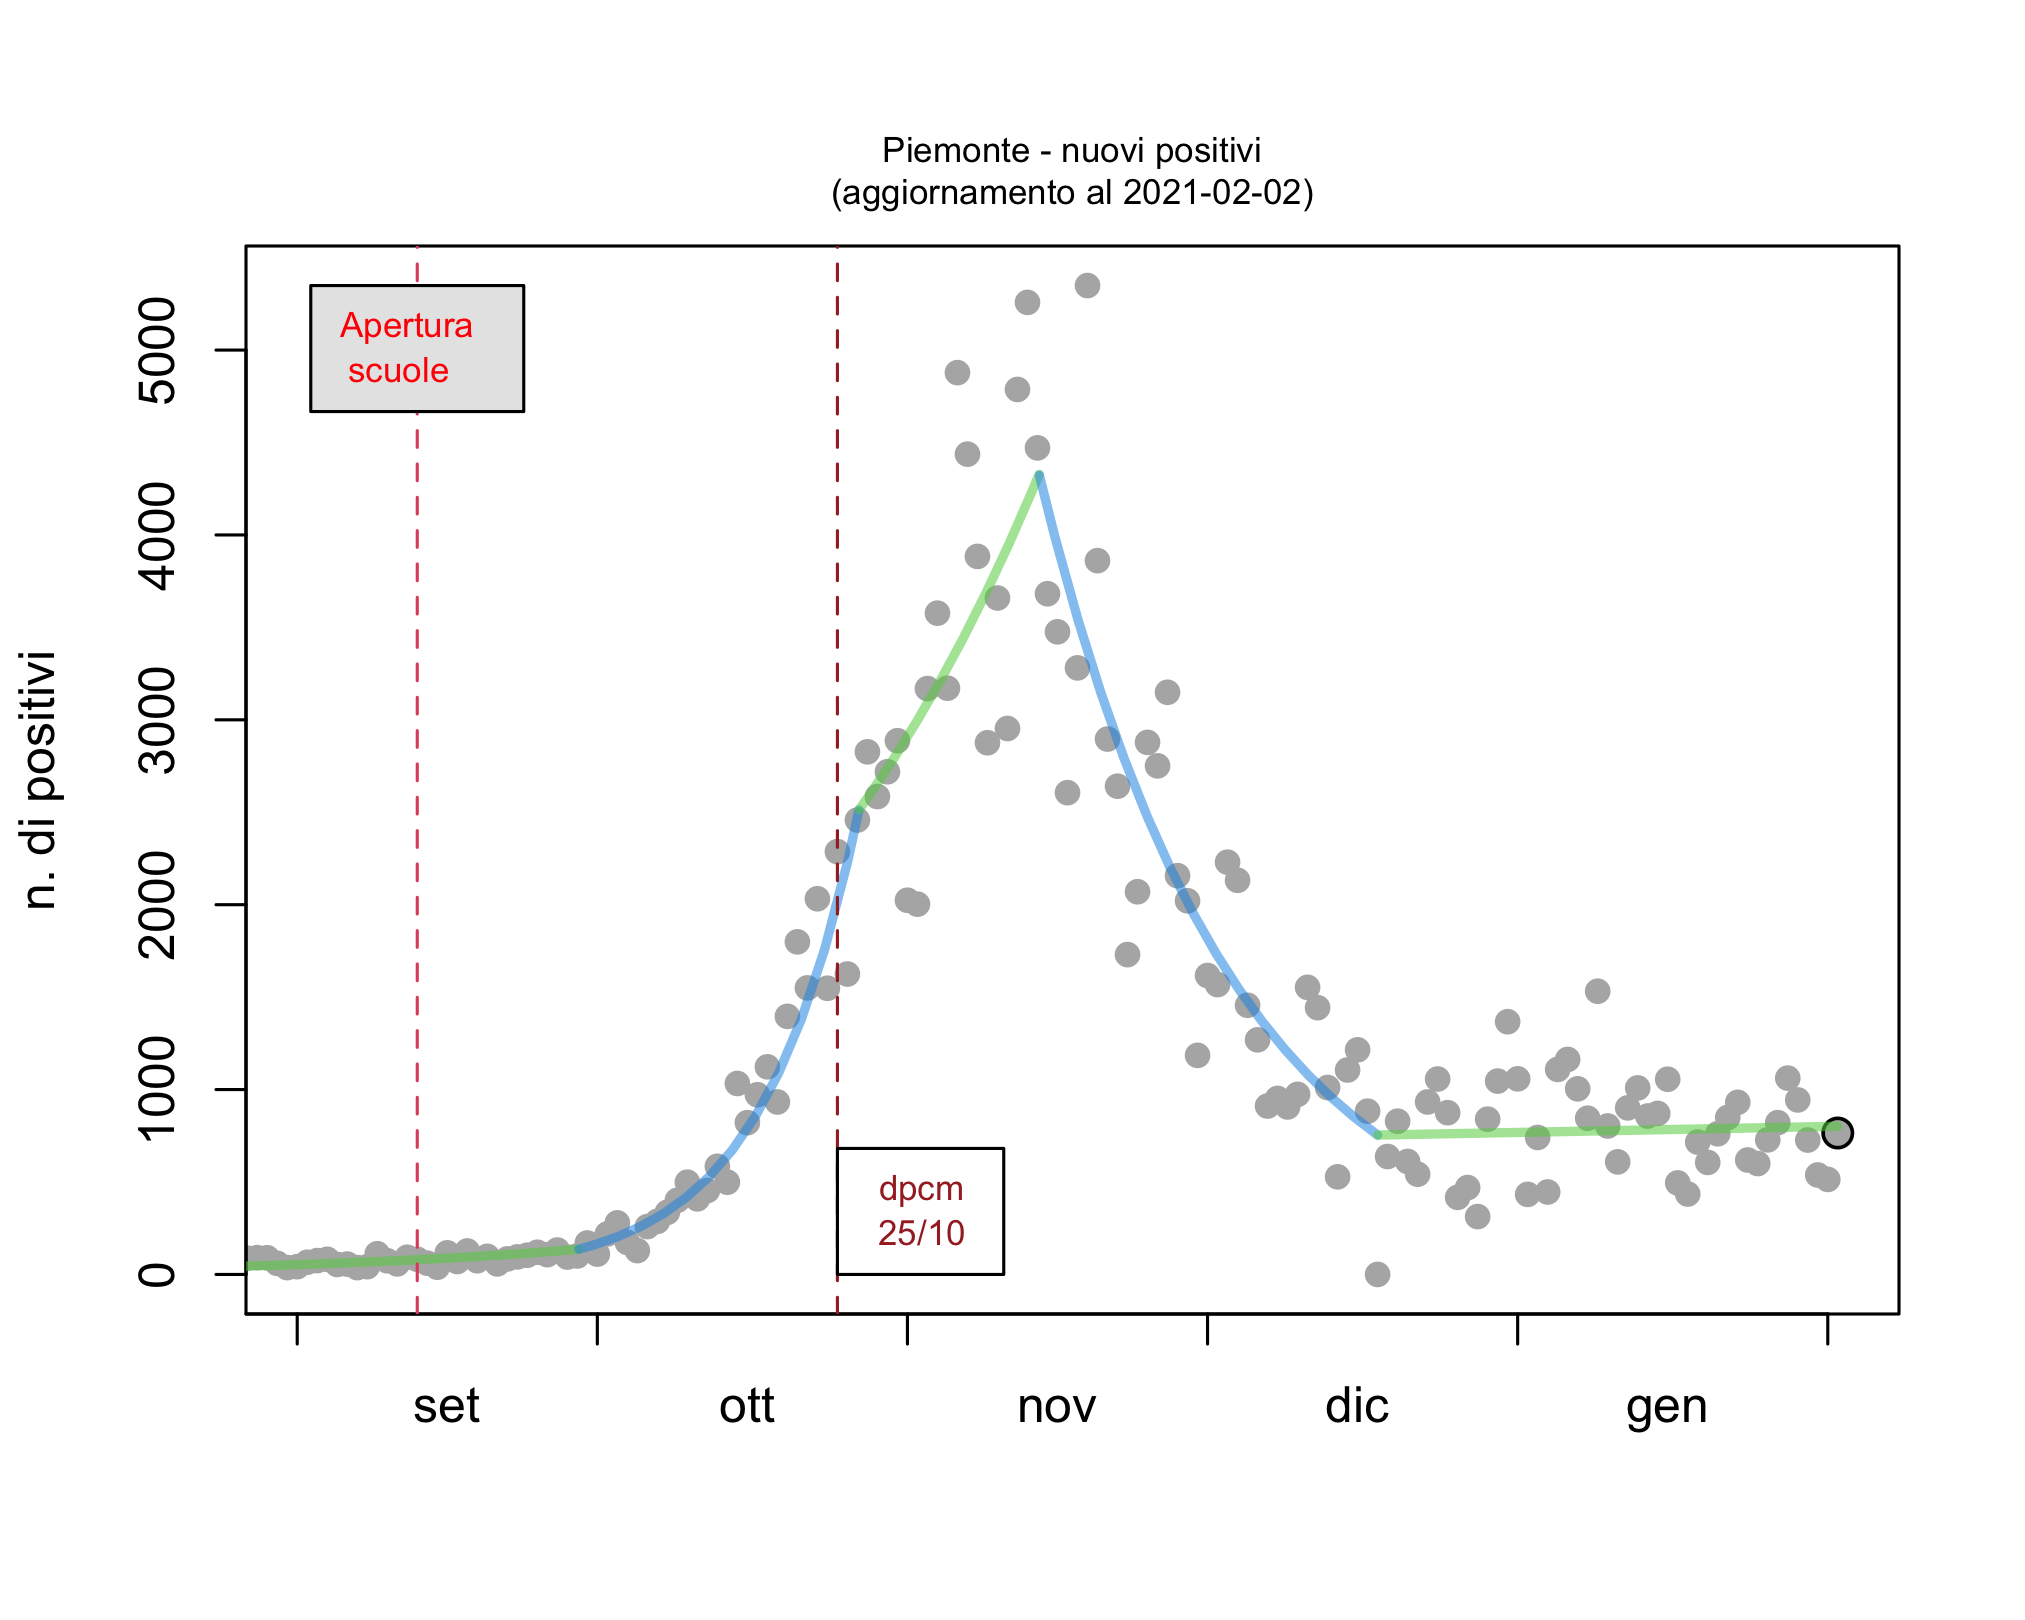 Piemonte - nuovi positivi
(aggiornamento al 2021-02-02)
Apertura
scuole
dpcm
25/10
n. di positivi
5000
4000
3000
2000
1000
0
set ott nov dic gen